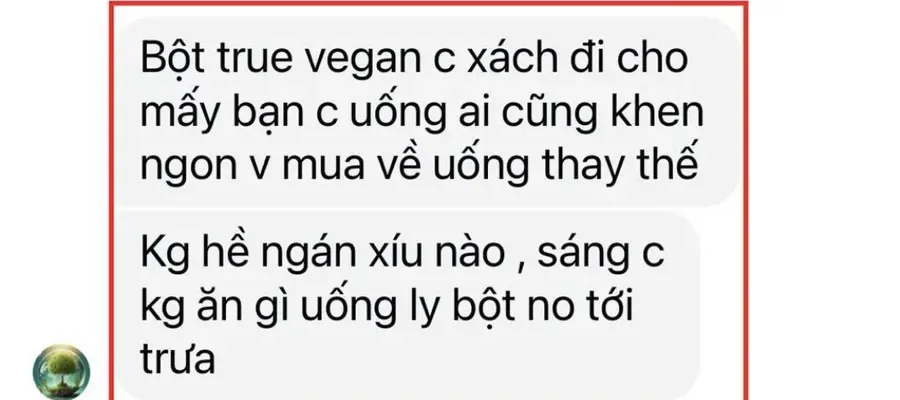 Bột true vegan c xách đi cho
mấy bạn c uống ai cũng khen
ngon v mua về uống thay thế
Kg hề ngán xíu nào , sáng c
kg ăn gì uống ly bột no tới
trưa